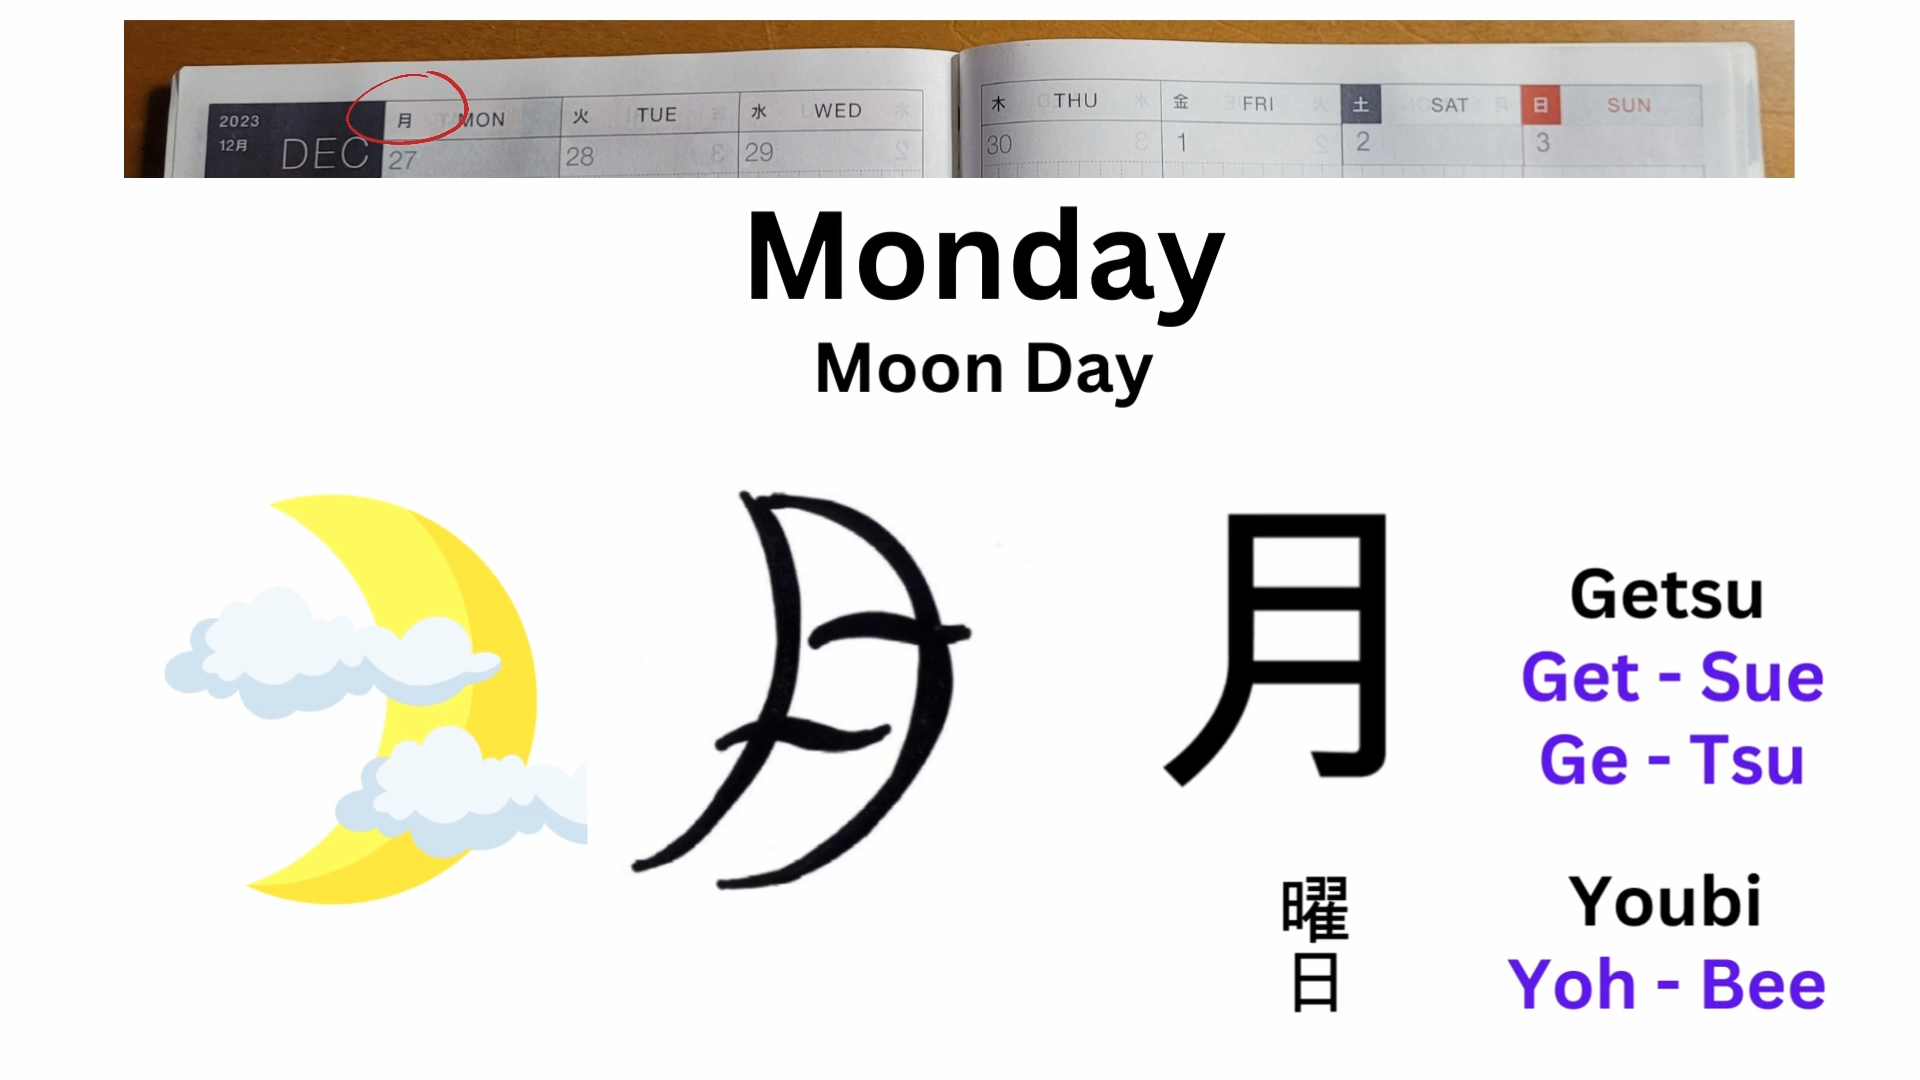 2023
12月
DEC
月 MON
火 TUE
水 WED
木 THU
金 FRI
土 SAT
日 SUN
27
28
29
30
1
2
3
Monday
Moon Day
月
Getsu
Get - Sue
Ge - Tsu
曜
日
Youbi
Yoh - Bee